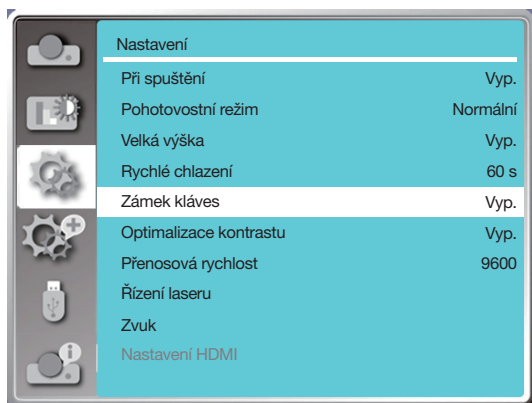 Nastavení
Při spuštění Vyp.
Pohotovostní režim Normální
Velká výška Vyp.
Rychlé chlazení 60 s
Zámek kláves Vyp.
Optimalizace kontrastu Vyp.
Přenosová rychlost 9600
Řízení laseru
Zvuk
Nastavení HDMI